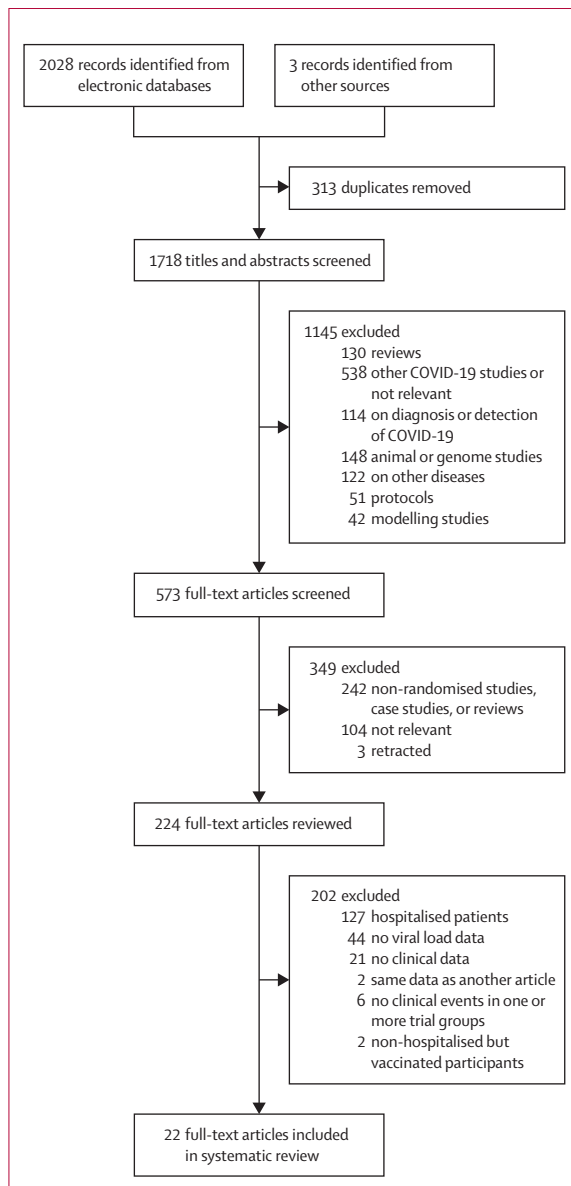 2028 records identified from
electronic databases
3 records identified from
other sources
313 duplicates removed
1718 titles and abstracts screened
1145 excluded
130 reviews
538 other COVID-19 studies or
not relevant
114 on diagnosis or detection
of COVID-19
148 animal or genome studies
122 on other diseases
51 protocols
42 modelling studies
573 full-text articles screened
349 excluded
242 non-randomised studies,
case studies, or reviews
104 not relevant
3 retracted
224 full-text articles reviewed
202 excluded
127 hospitalised patients
44 no viral load data
21 no clinical data
2 same data as another article
6 no clinical events in one or
more trial groups
2 non-hospitalised but
vaccinated participants
22 full-text articles included
in systematic review